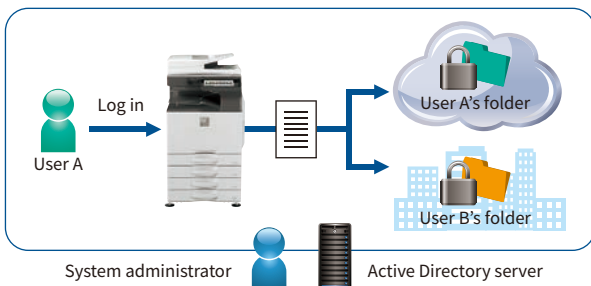 Log in
User A
User A's folder
User B's folder
System administrator
Active Directory server